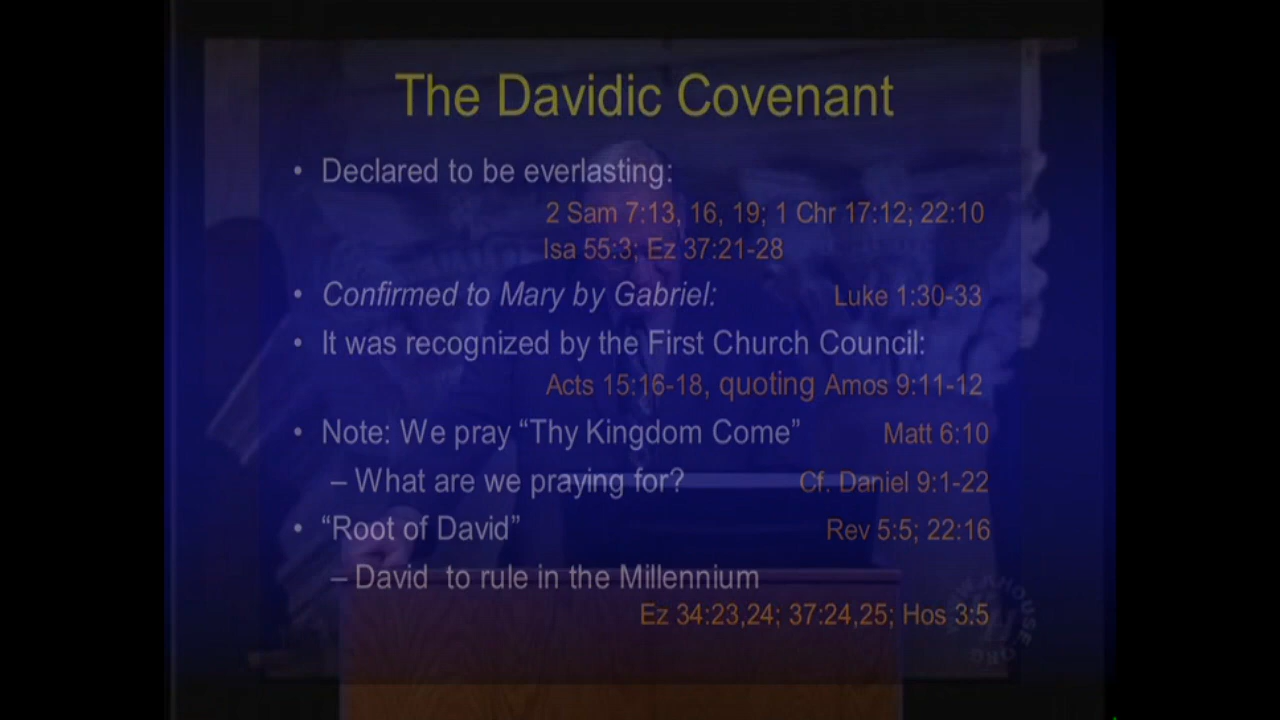 The Davidic Covenant
• Declared to be everlasting:
2 Sam 7:13, 16, 19; 1 Chr 17:12; 22:10
Isa 55:3; Ez 37:21-28
• Confirmed to Mary by Gabriel: Luke 1:30-33
• It was recognized by the First Church Council:
Acts 15:16-18, quoting Amos 9:11-12
• Note: We pray “Thy Kingdom Come” Matt 6:10
– What are we praying for? Cf. Daniel 9:1-22
• “Root of David” Rev 5:5; 22:16
– David to rule in the Millennium
Ez 34:23,24; 37:24,25; Hos 3:5